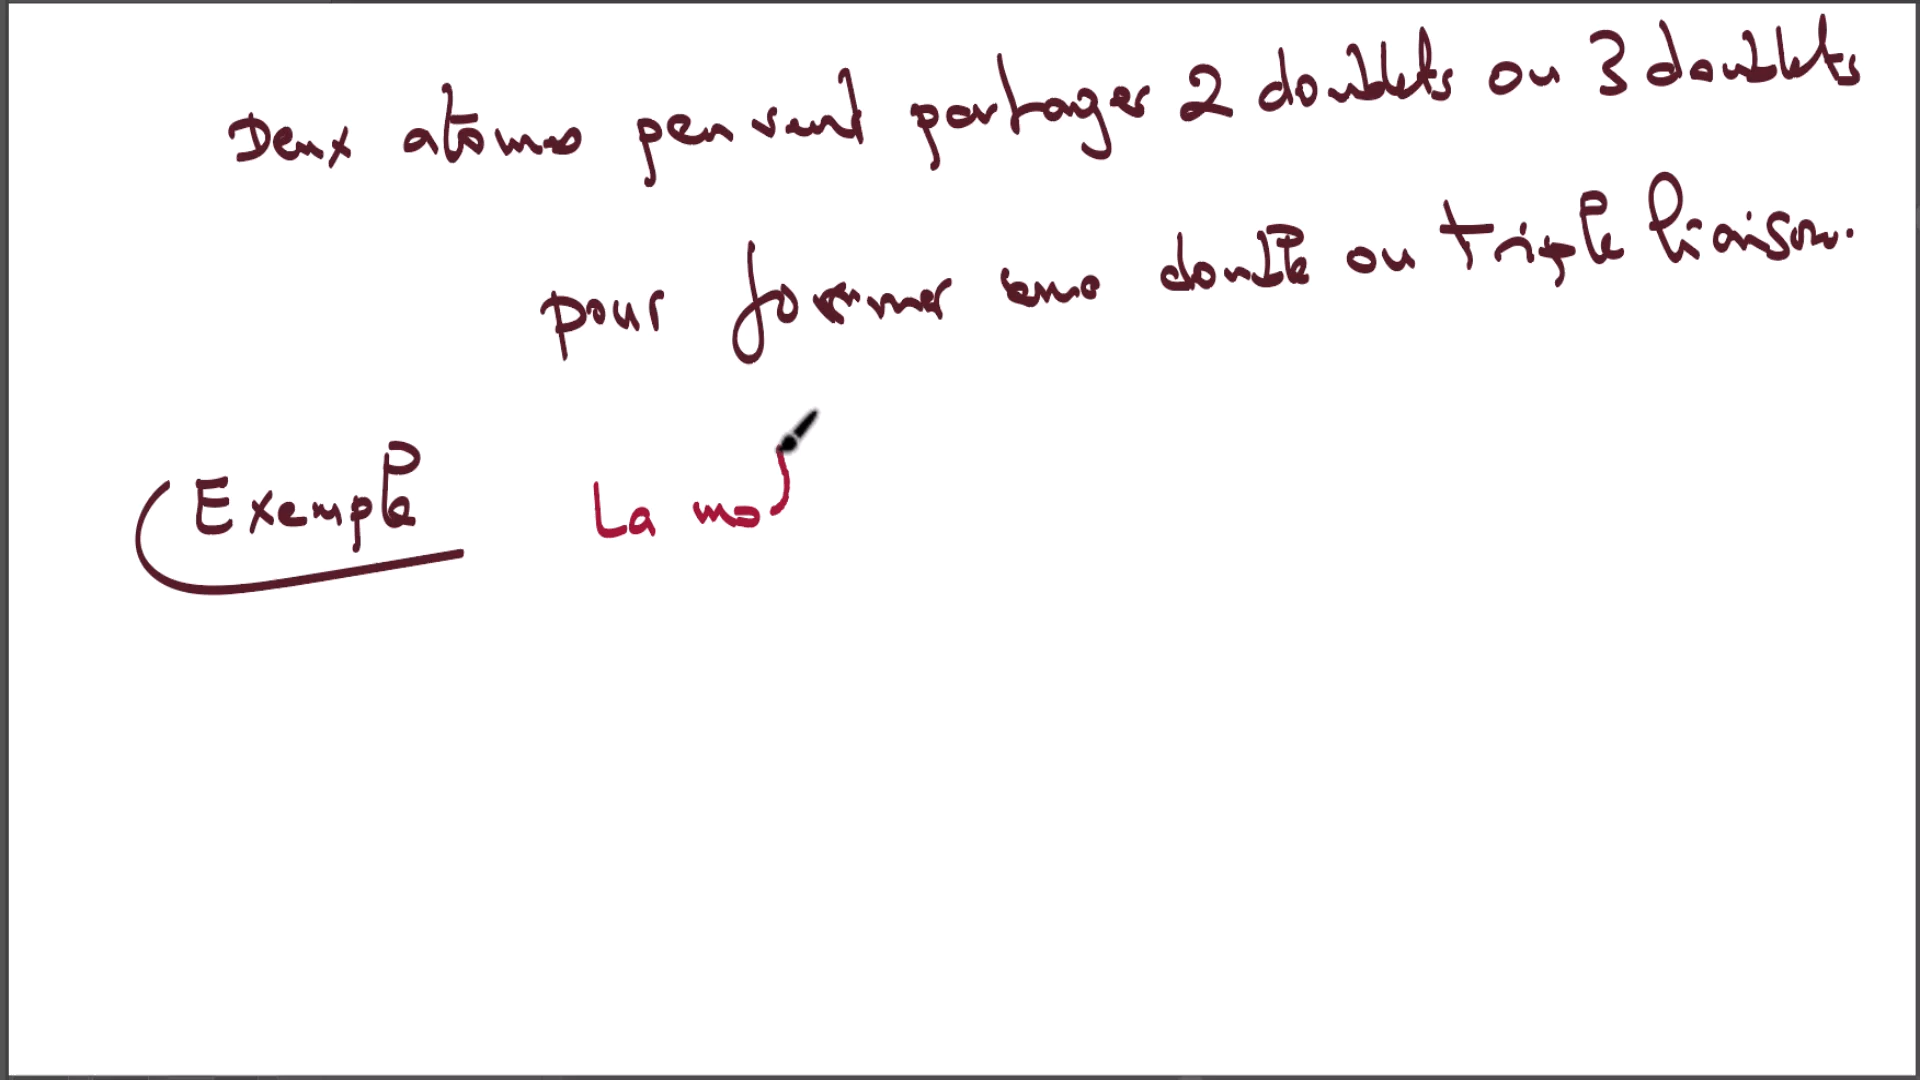 Deux atomes peuvent partager 2 doublets ou 3 doublets
pour former une double ou triple liaison.
Exemple La mo